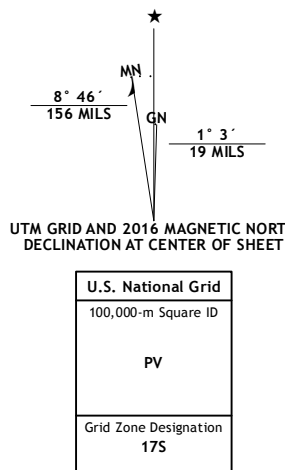 MN
GN
8° 46´
156 MILS
1° 3´
19 MILS
UTM GRID AND 2016 MAGNETIC NORT
DECLINATION AT CENTER OF SHEET
U.S. National Grid
100,000-m Square ID
PV
Grid Zone Designation
17S